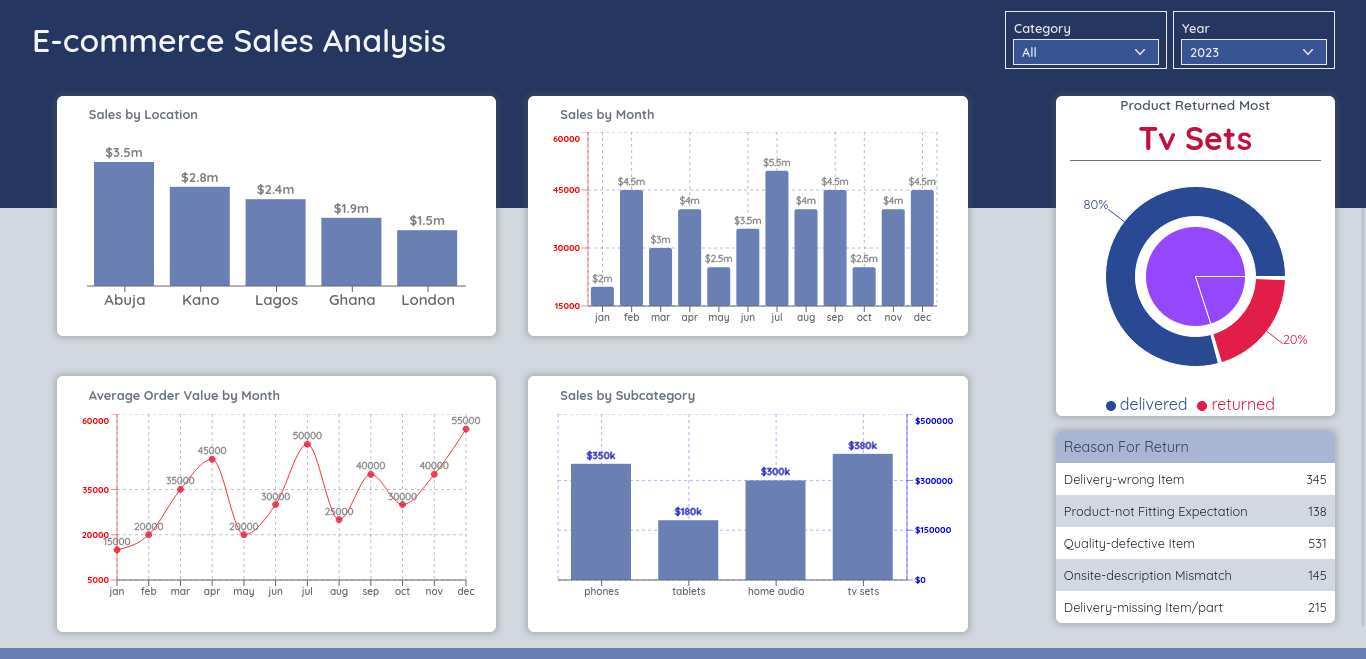 E-commerce Sales Analysis
Category
All
Year
2023
Sales by Location
$3.5m
$2.8m
$2.4m
$1.9m
$1.5m
Abuja Kano Lagos Ghana London
Sales by Month
60000
45000
30000
15000
$2m $4.5m $3m $4m $2.5m $3.5m $5.5m $4m $4.5m $2.5m $4m $4.5m
jan feb mar apr may jun jul aug sep oct nov dec
Product Returned Most
Tv Sets
80%
20%
delivered returned
Average Order Value by Month
60000
35000
20000
5000
15000 20000 35000 45000 20000 30000 50000 25000 40000 30000 40000 55000
jan feb mar apr may jun jul aug sep oct nov dec
Sales by Subcategory
$350k $180k $300k $380k
$500000
$300000
$150000
$0
phones tablets home audio tv sets
Reason For Return
Delivery-wrong Item 345
Product-not Fitting Expectation 138
Quality-defective Item 531
Onsite-description Mismatch 145
Delivery-missing Item/part 215